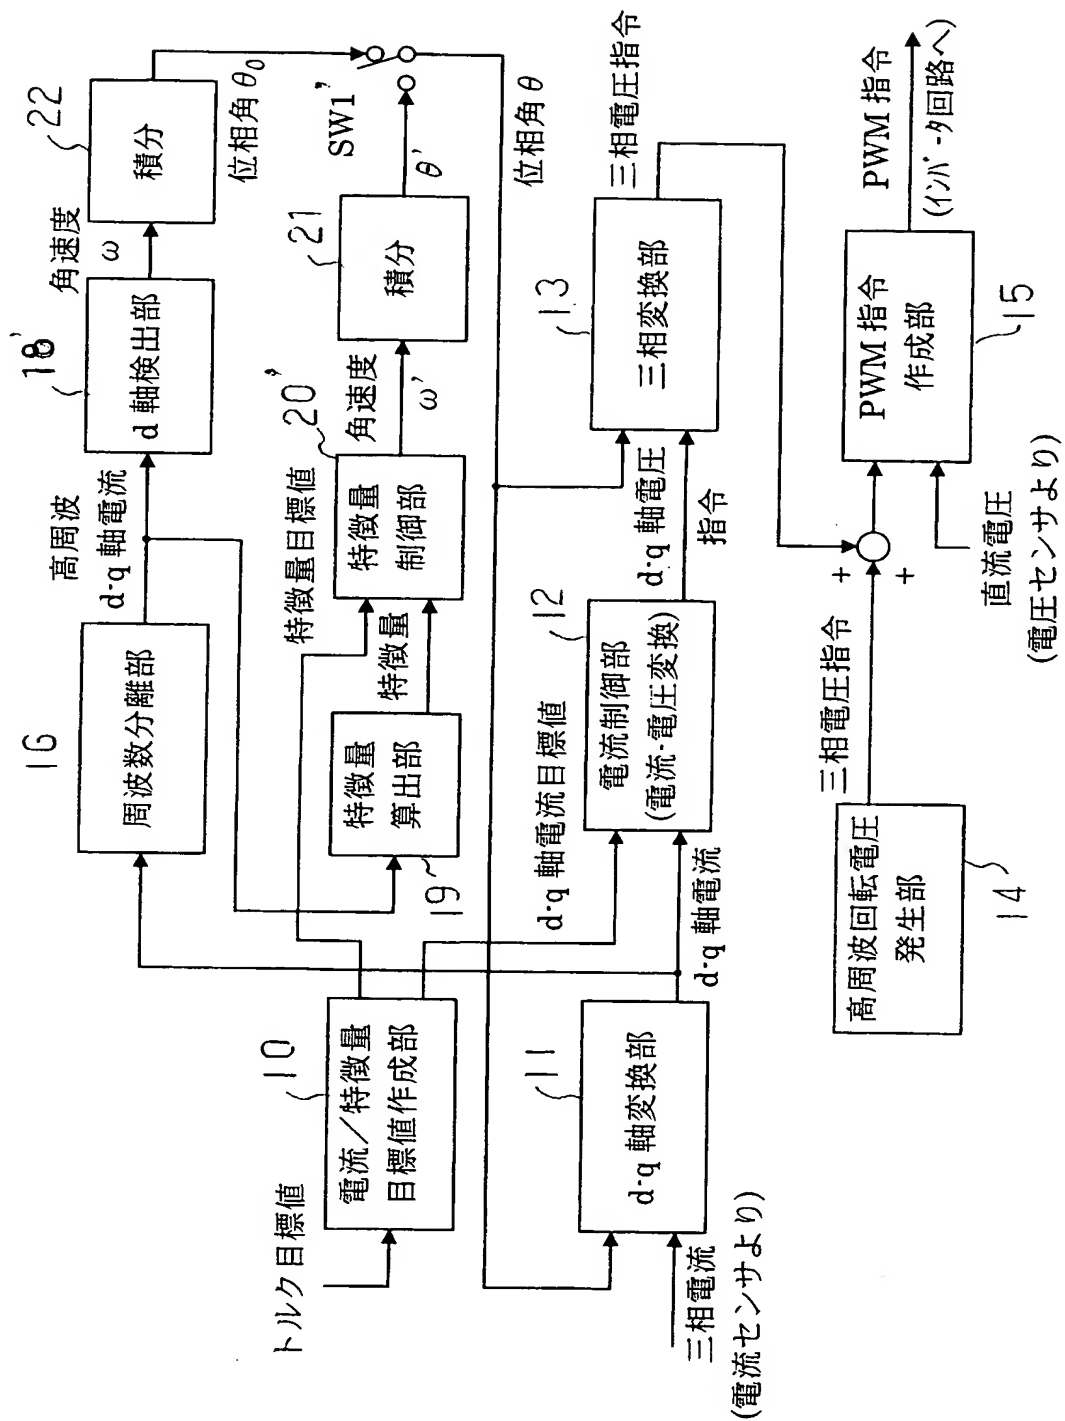 トルク目標値
10
電流／特徴量
目標値作成部
特徴量目標値
16
周波数分離部
高周波
d-q 軸電流
18'
d 軸検出部
角速度
ω
22
積分
位相角 θ0
19
特徴量
算出部
特徴量
20'
特徴量
制御部
角速度
ω'
21
積分
θ'
SW1'
位相角 θ
三相電流
(電流センサより)
11
d-q 軸変換部
d-q 軸電流
d-q 軸電流目標値
12
電流制御部
(電流-電圧変換)
d-q 軸電圧
指令
13
三相変換部
三相電圧指令
14
高周波回転電圧
発生部
三相電圧指令
+
+
直流電圧
(電圧センサより)
15
PWM 指令
作成部
PWM 指令
(インバータ回路へ)